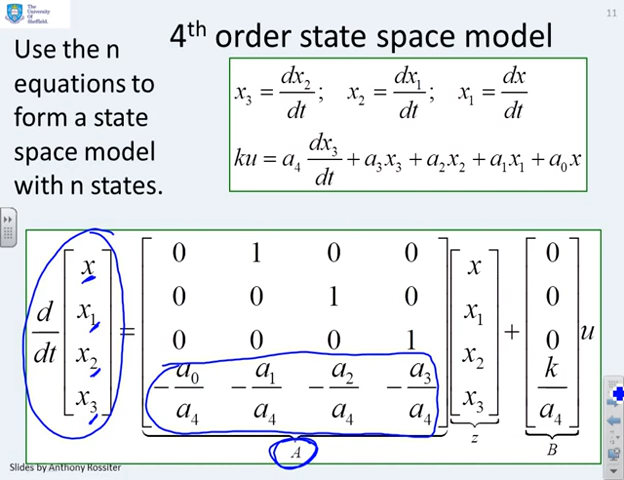 The University Of Sheffield.
11
4th order state space model
Use the n
equations to
form a state
space model
with n states.
x₃ = dx₂/dt; x₂ = dx₁/dt; x₁ = dx/dt
ku = a₄ dx₃/dt + a₃x₃ + a₂x₂ + a₁x₁ + a₀x
d/dt [x; x₁; x₂; x₃] = [0 1 0 0; 0 0 1 0; 0 0 0 1; -a₀/a₄ -a₁/a₄ -a₂/a₄ -a₃/a₄] [x; x₁; x₂; x₃] + [0; 0; 0; k/a₄] u
A z B
Slides by Anthony Rossiter